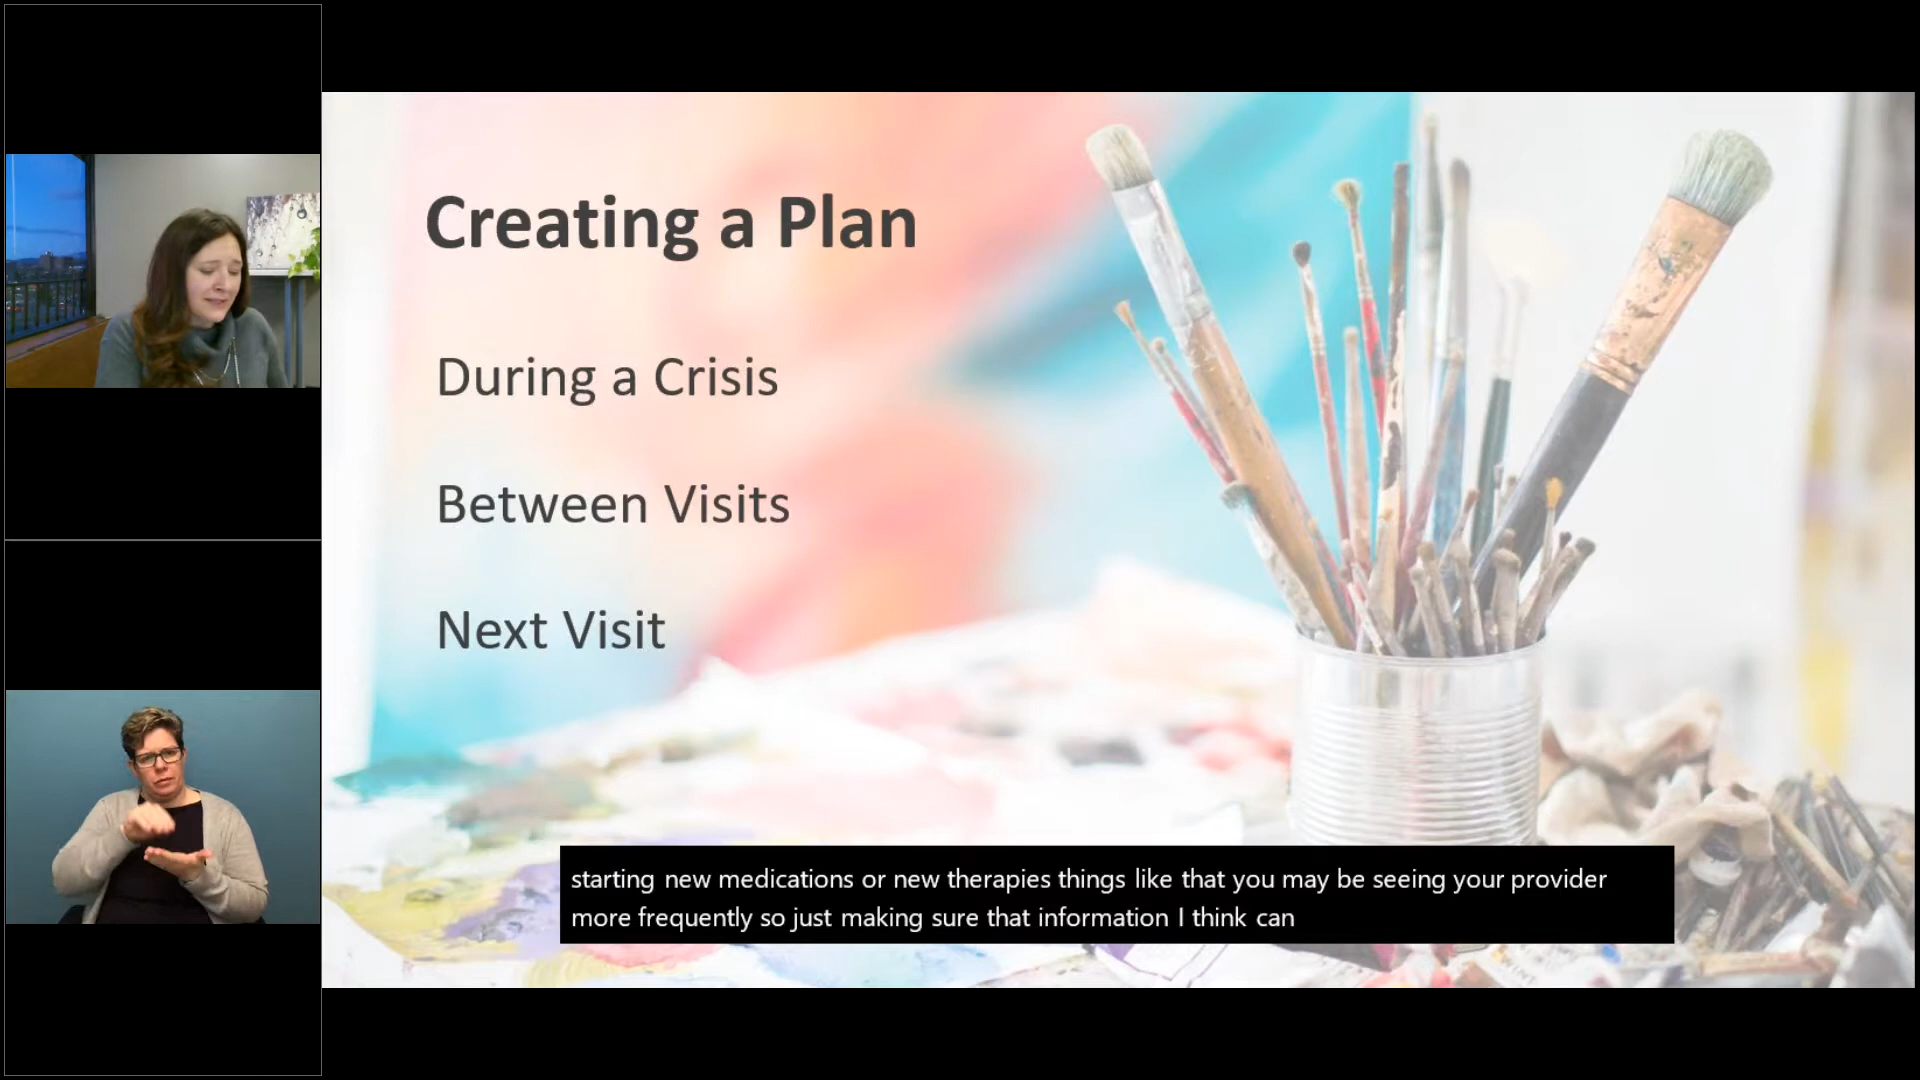 Creating a Plan
During a Crisis
Between Visits
Next Visit
starting new medications or new therapies things like that you may be seeing your provider
more frequently so just making sure that information I think can